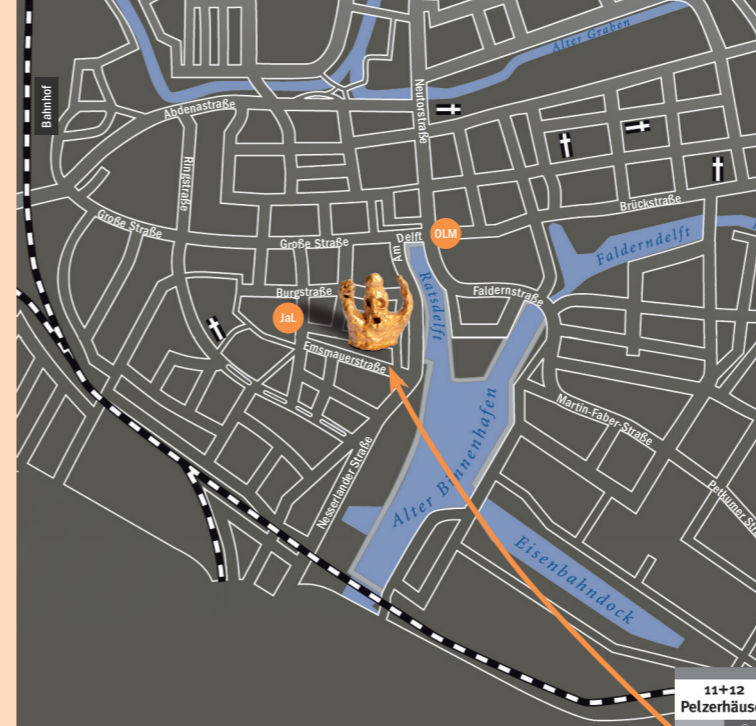 Alter Graben
Bahnhof
Abdenastraße
Neutorstraße
Ringstraße
Große Straße
Große Straße
Brückstraße
Am Delft
OLM
Falderndelft
Ratsdelft
Burgstraße
Faldernstraße
JaL
Emsmauerstraße
Martin-Faber-Straße
Alter Binnenhafen
Nesserlander Straße
Eisenbahndock
11+12